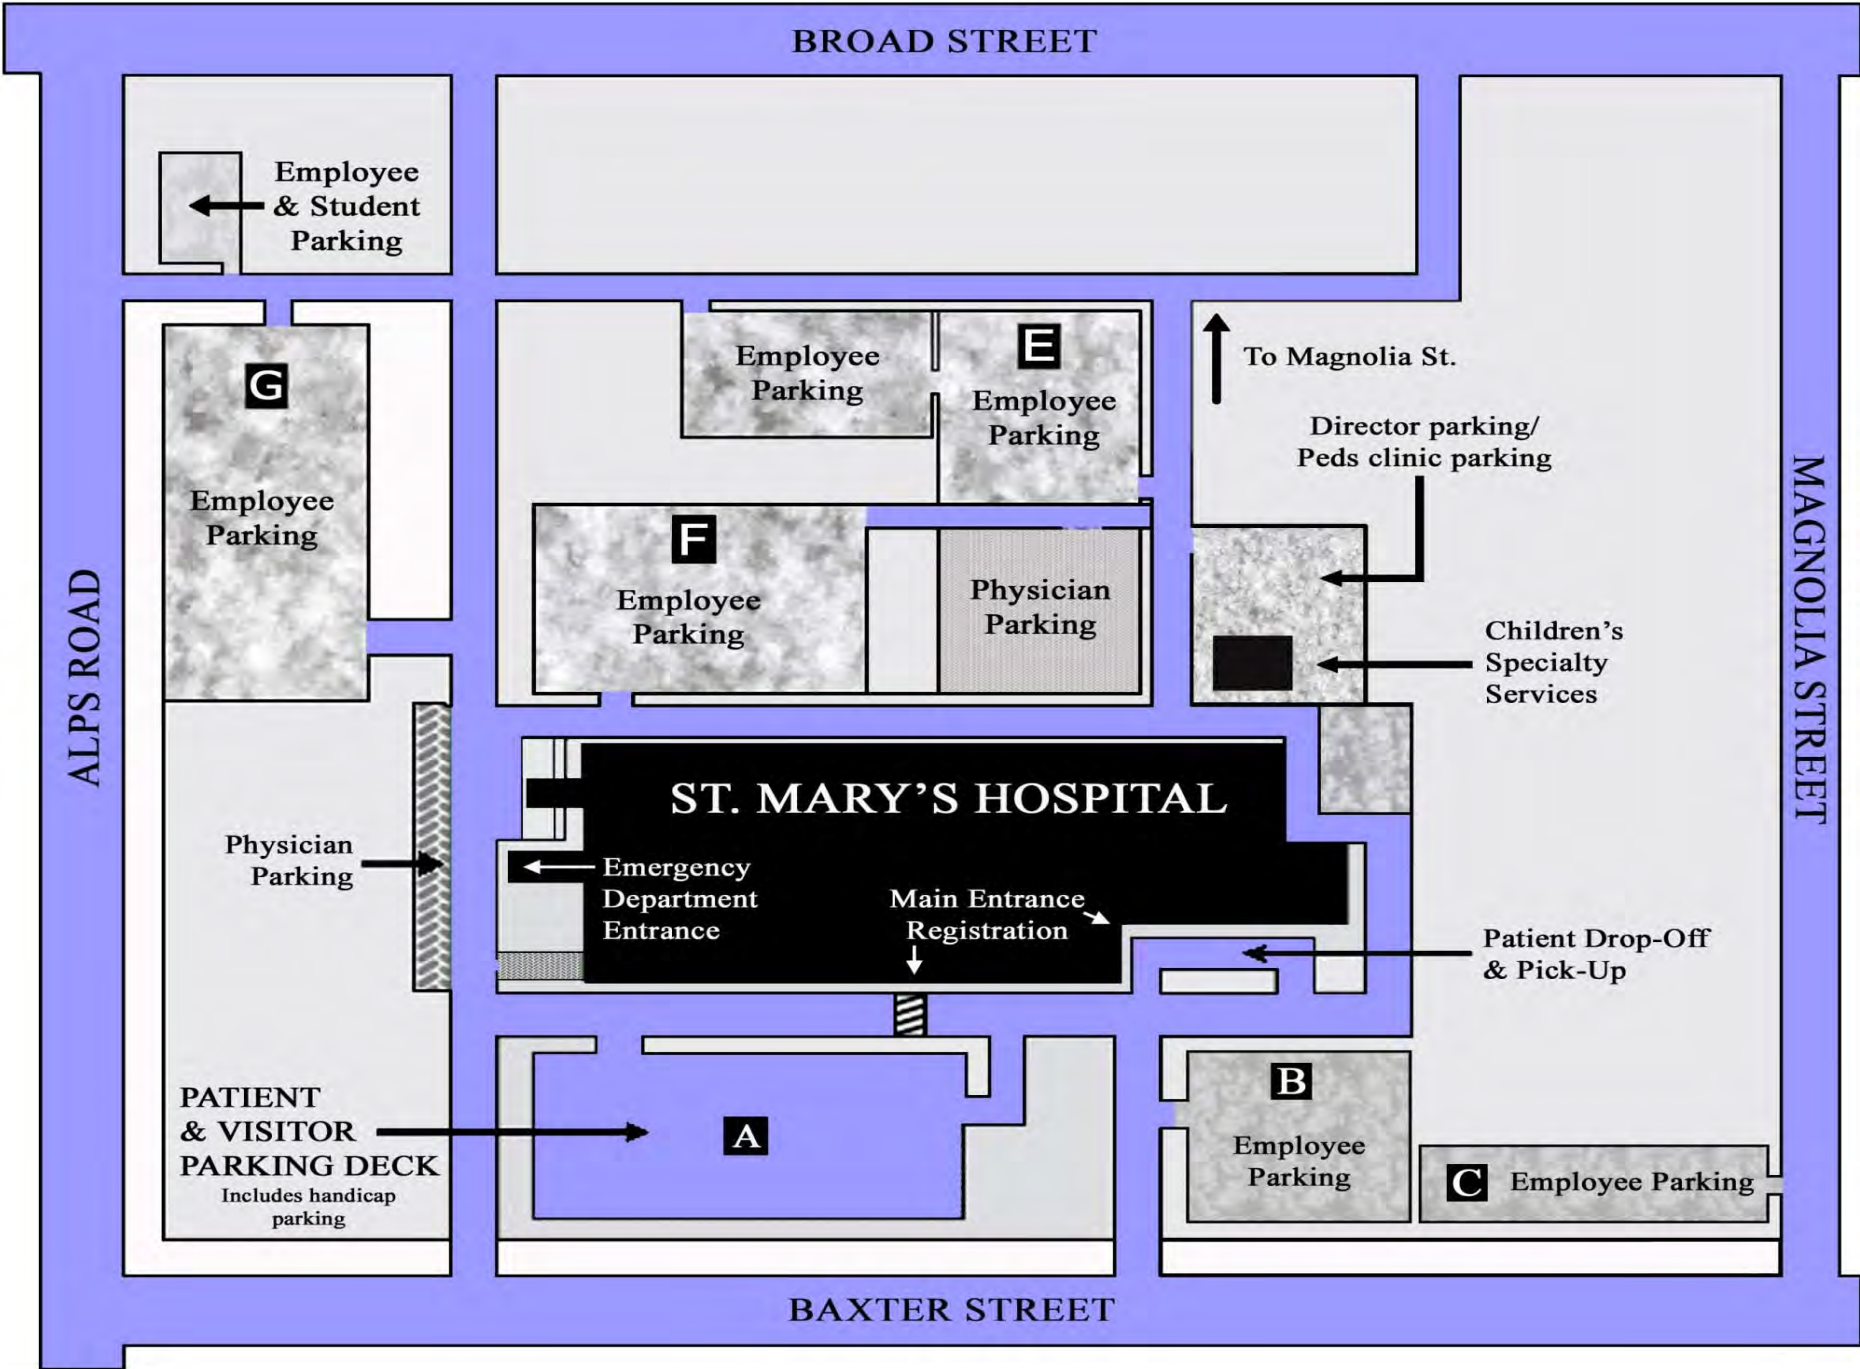 BROAD STREET
Employee
& Student
Parking
G
Employee
Parking
Employee
Parking
E
Employee
Parking
To Magnolia St.
Director parking/
Peds clinic parking
F
Employee
Parking
Physician
Parking
Children’s
Specialty
Services
ALPS ROAD
MAGNOLIA STREET
ST. MARY’S HOSPITAL
Physician
Parking
Emergency
Department
Entrance
Main Entrance
Registration
Patient Drop-Off
& Pick-Up
PATIENT
& VISITOR
PARKING DECK
Includes handicap
parking
A
B
Employee
Parking
C
Employee Parking
BAXTER STREET